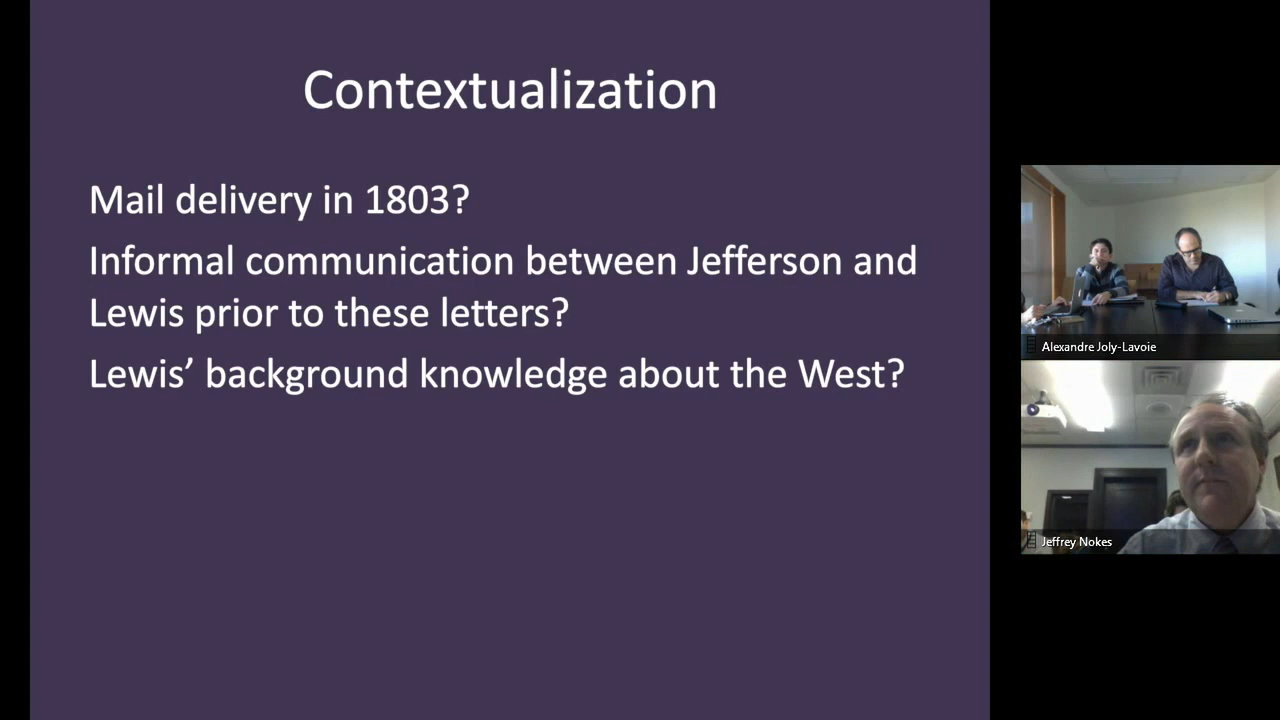 Contextualization
Mail delivery in 1803?
Informal communication between Jefferson and
Lewis prior to these letters?
Lewis’ background knowledge about the West?
Alexandre Joly-Lavoie
Jeffrey Nokes